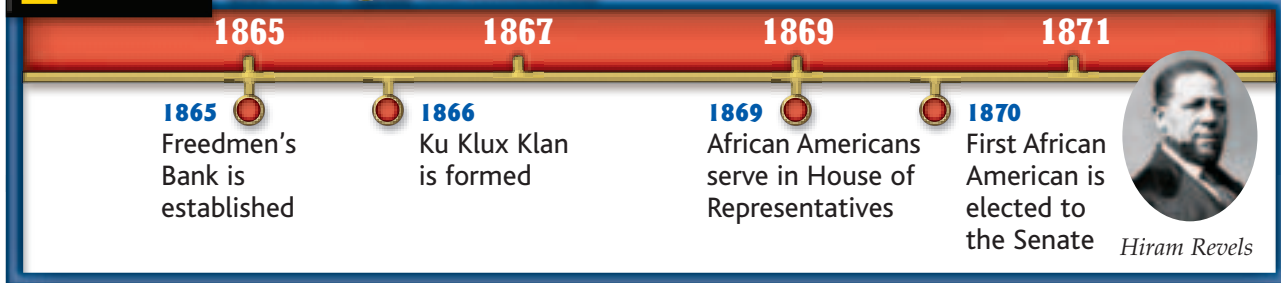 1865 1867 1869 1871
1865
Freedmen's
Bank is
established
1866
Ku Klux Klan
is formed
1869
African Americans
serve in House of
Representatives
1870
First African
American is
elected to
the Senate
Hiram Revels